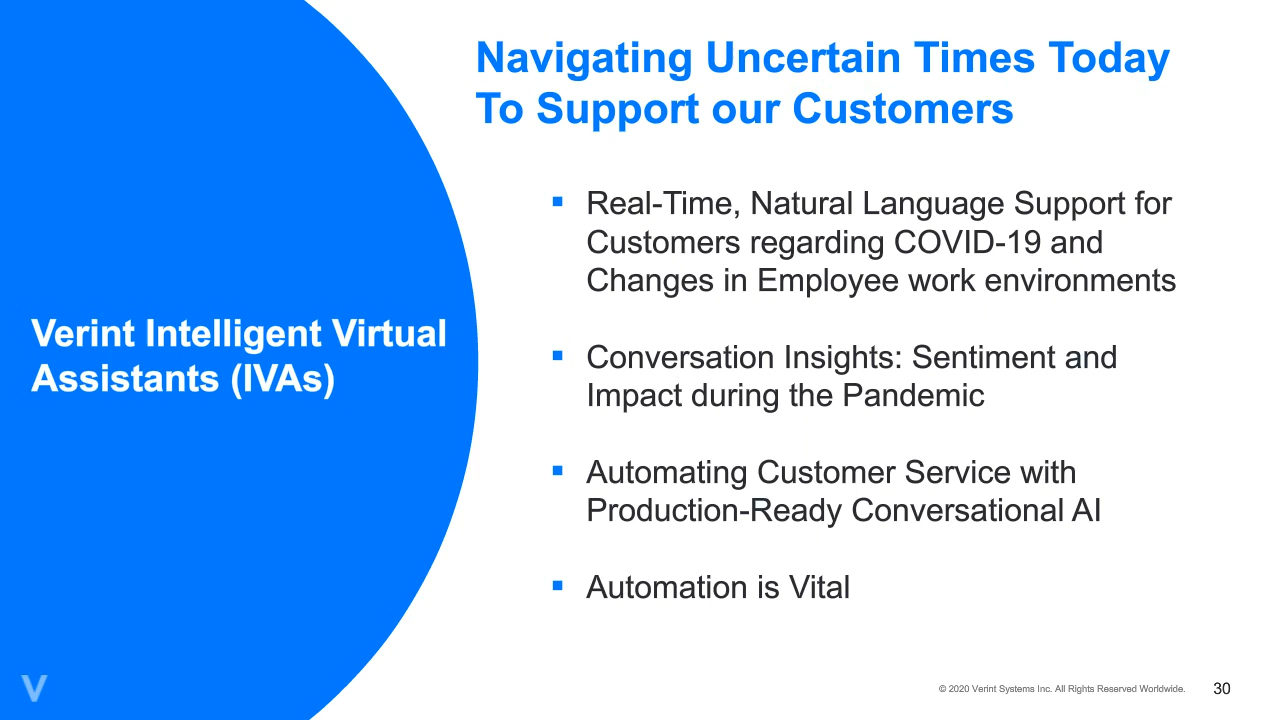 Navigating Uncertain Times Today
To Support our Customers
Verint Intelligent Virtual
Assistants (IVAs)
▪ Real-Time, Natural Language Support for
Customers regarding COVID-19 and
Changes in Employee work environments
▪ Conversation Insights: Sentiment and
Impact during the Pandemic
▪ Automating Customer Service with
Production-Ready Conversational AI
▪ Automation is Vital
V
© 2020 Verint Systems Inc. All Rights Reserved Worldwide.
30